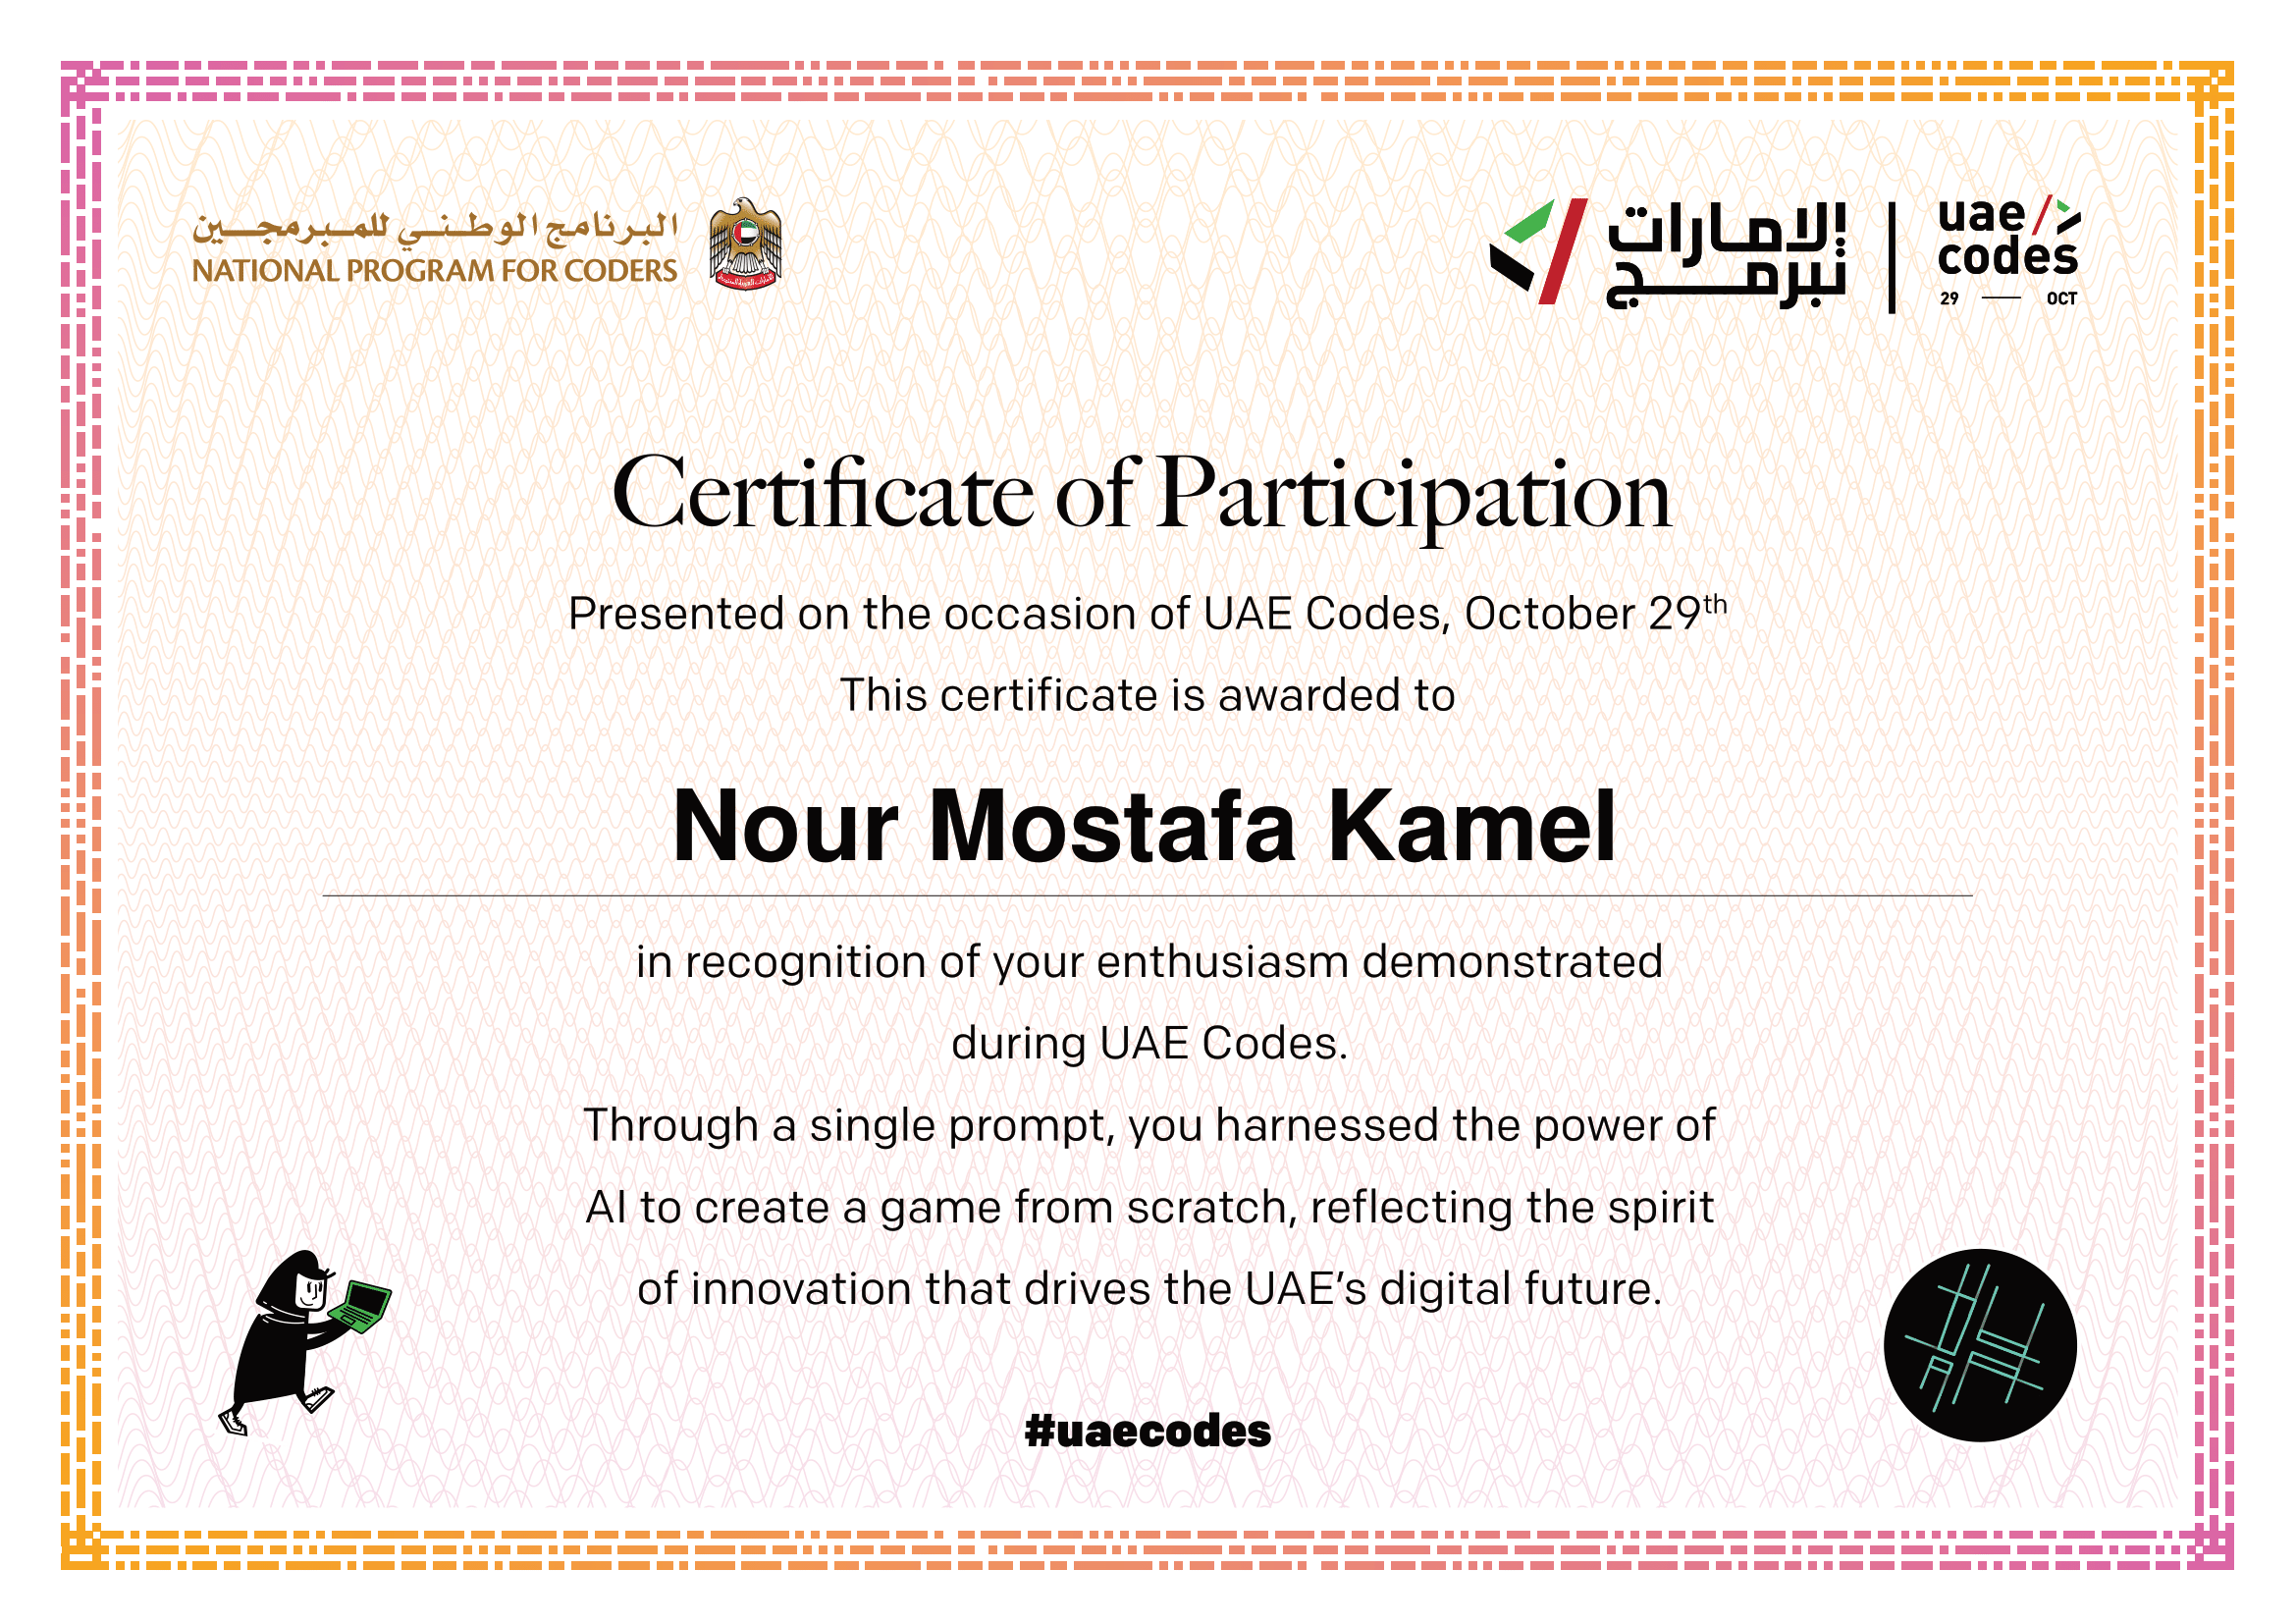 البرنامج الوطني للمبرمجين
NATIONAL PROGRAM FOR CODERS
الامارات
تبرمج
uae
codes
29 — OCT
Certificate of Participation
Presented on the occasion of UAE Codes, October 29th
This certificate is awarded to
Nour Mostafa Kamel
in recognition of your enthusiasm demonstrated
during UAE Codes.
Through a single prompt, you harnessed the power of
AI to create a game from scratch, reflecting the spirit
of innovation that drives the UAE’s digital future.
#uaecodes